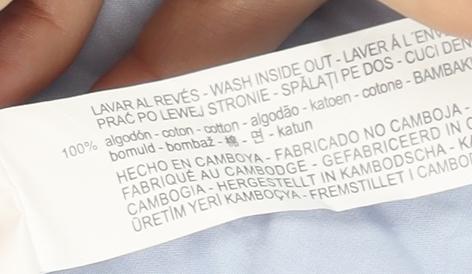 LAVAR AL REVÉS - WASH INSIDE OUT - LAVER À L'ENV
PRAĆ PO LEWEJ STRONIE - SPĂLAȚI PE DOS - CUCI DEN
100% algodón - coton - cotton - algodão - katoen - cotone - BAMBAK
bomuld - bombaž - 棉 - 면 - katun
HECHO EN CAMBOYA - FABRICADO NO CAMBOJA -
FABRIQUÉ AU CAMBODGE - GEFABRICEERD IN C
CAMBOGIA - HERGESTELLT IN KAMBODSCHA - KA
ÜRETİM YERİ KAMBOÇYA - FREMSTILLET I CAMBO